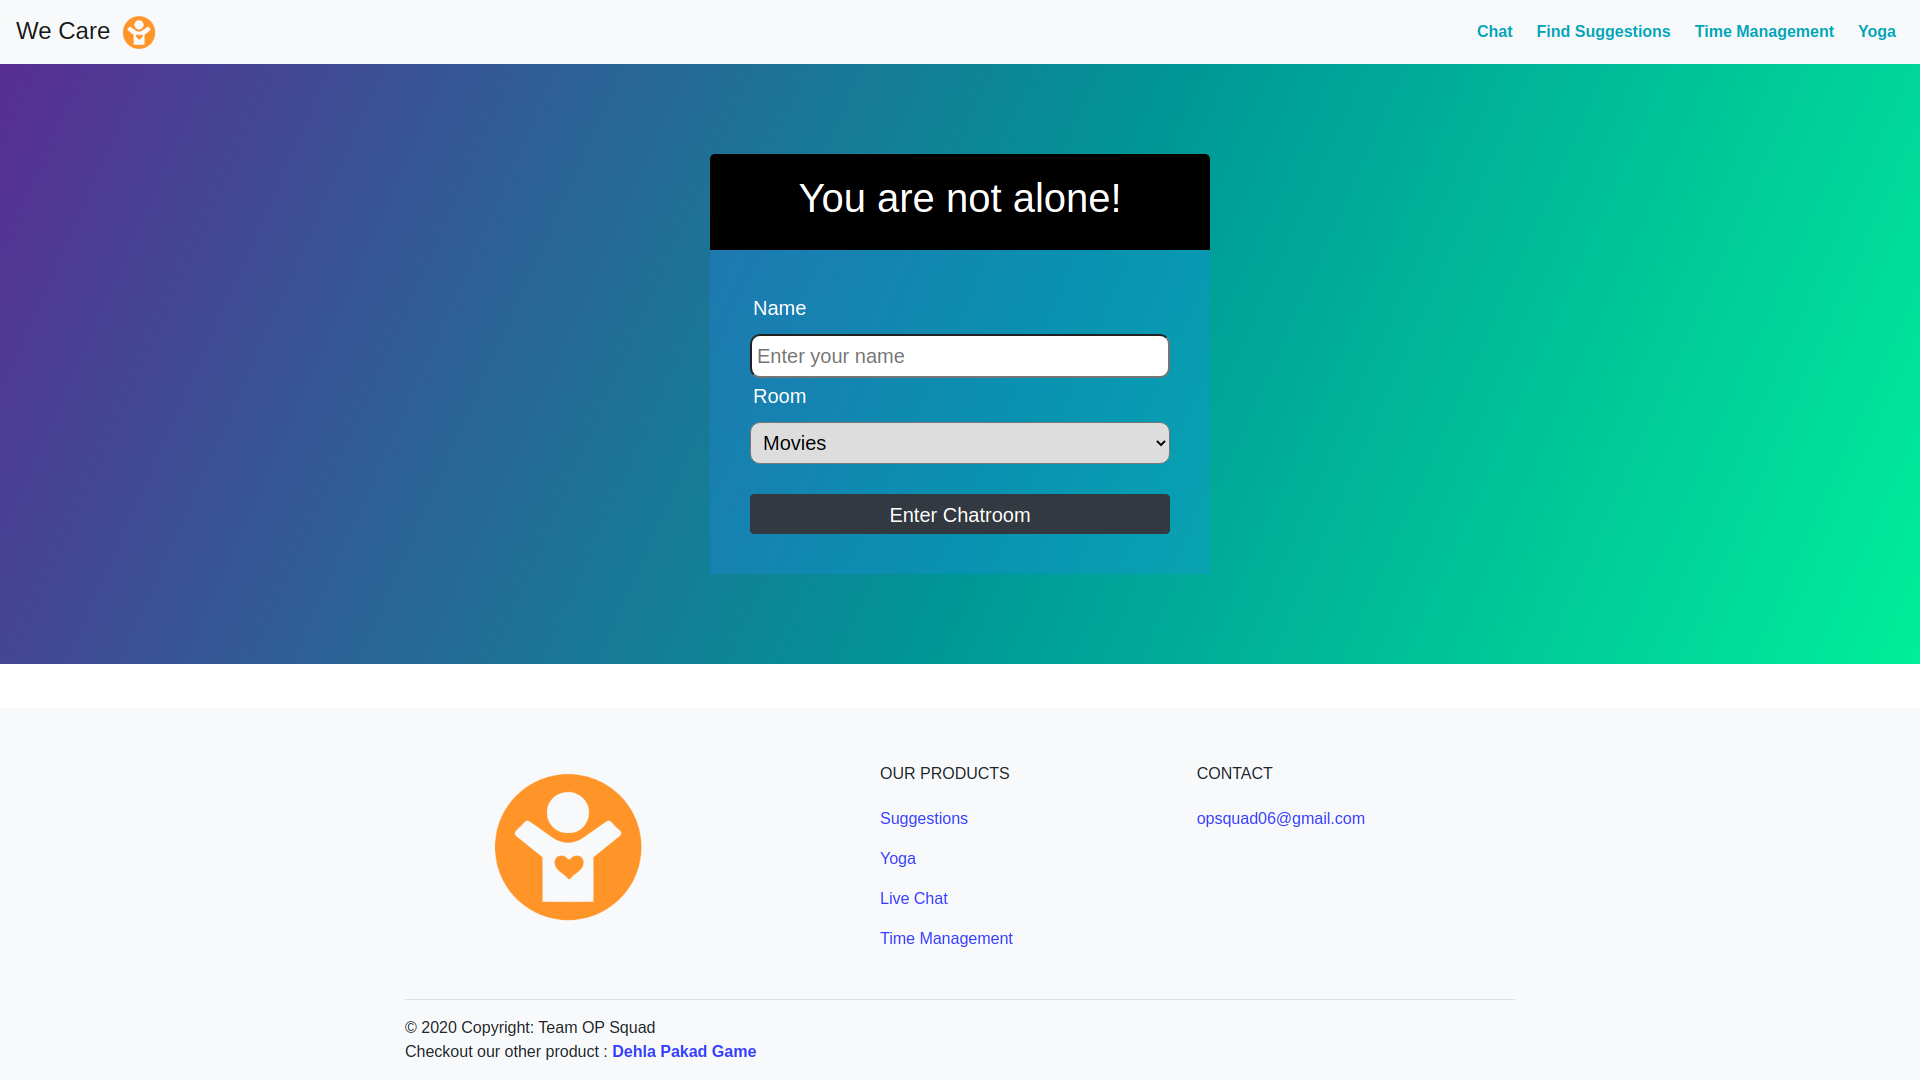 We Care
Chat Find Suggestions Time Management Yoga
You are not alone!
Name
Enter your name
Room
Movies
Enter Chatroom
OUR PRODUCTS
Suggestions
Yoga
Live Chat
Time Management
CONTACT
opsquad06@gmail.com
© 2020 Copyright: Team OP Squad
Checkout our other product : Dehla Pakad Game